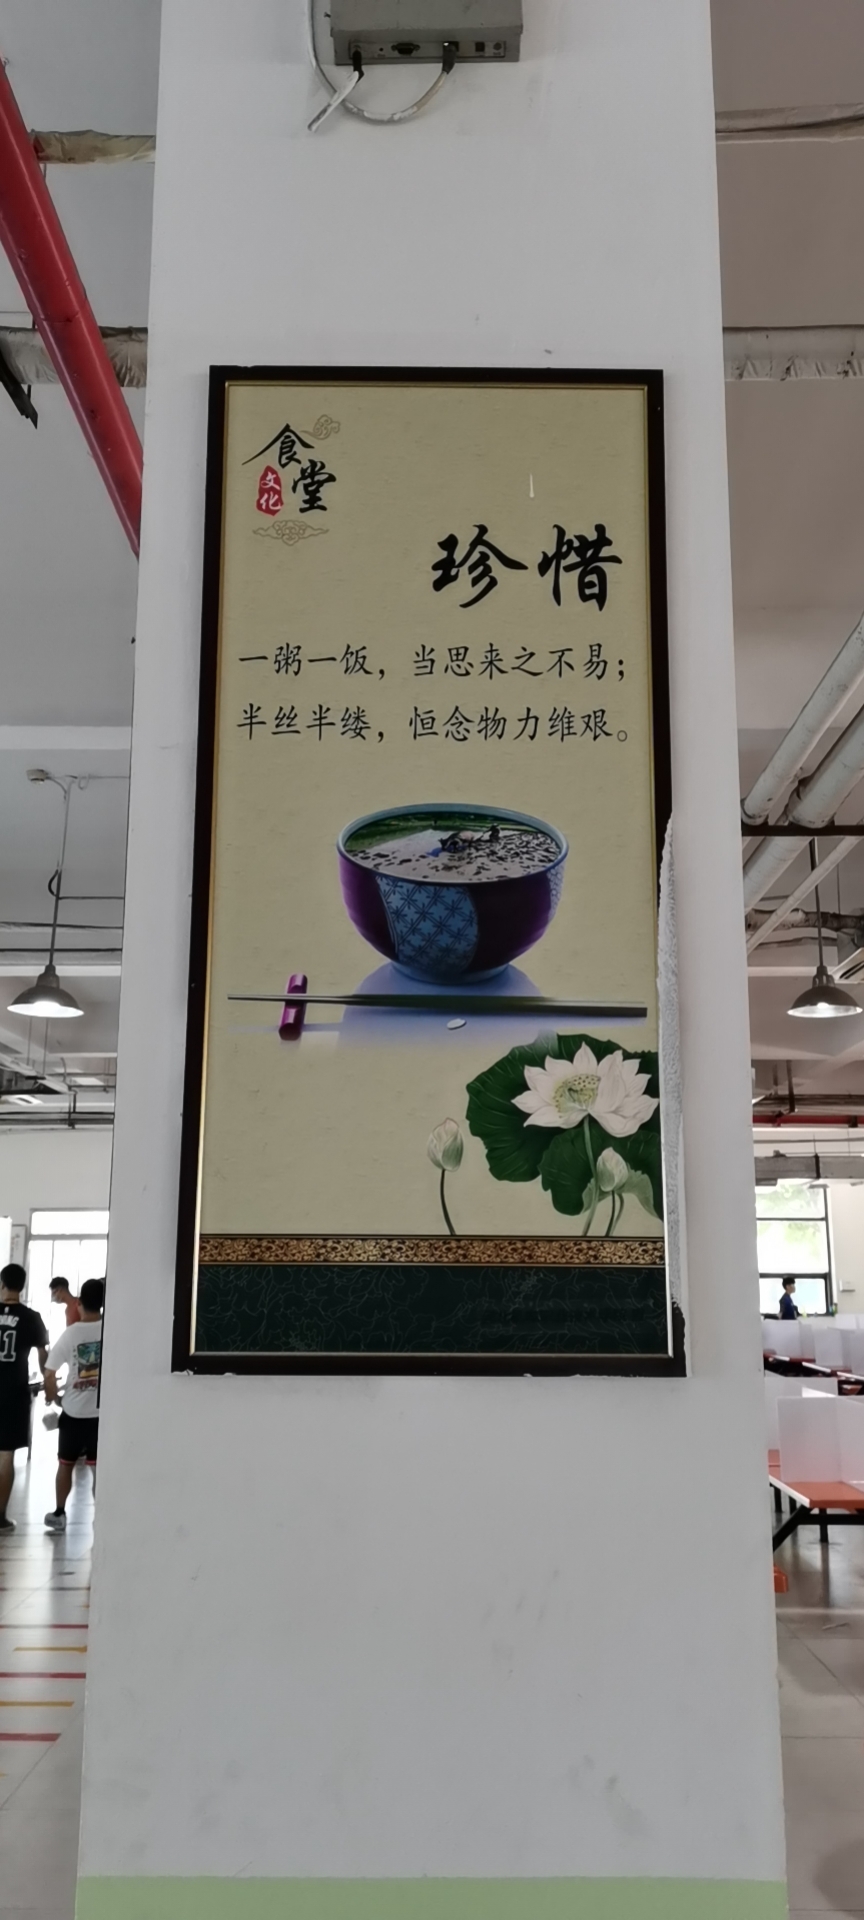 食堂
文化
珍惜
一粥一饭，当思来之不易；
半丝半缕，恒念物力维艰。